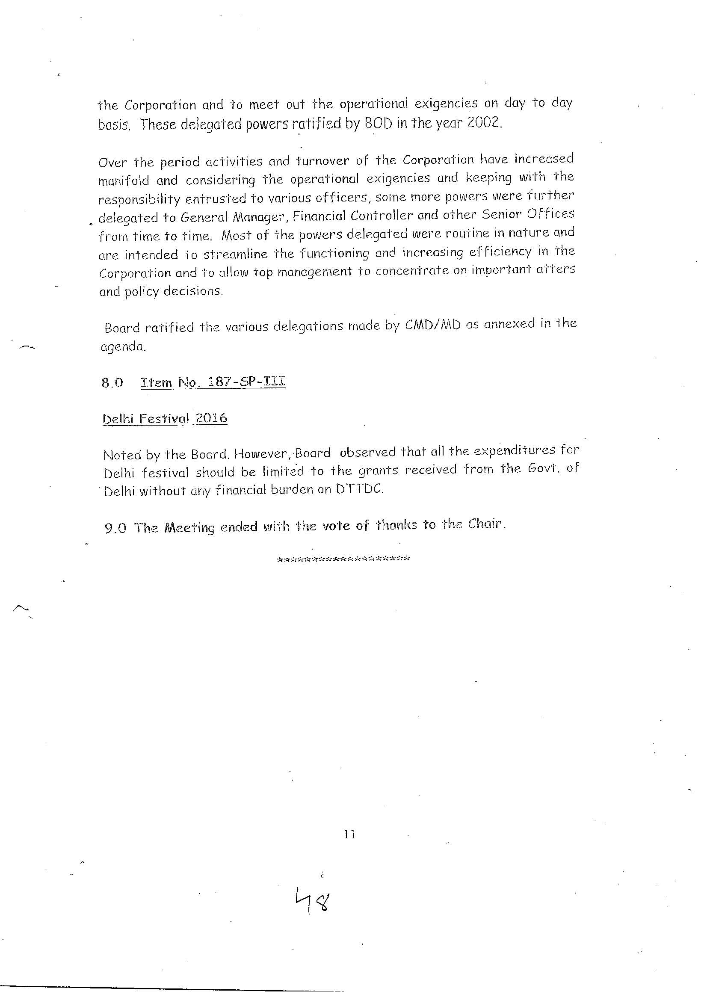 the Corporation and to meet out the operational exigencies on day to day
basis. These delegated powers ratified by BOD in the year 2002.
Over the period activities and turnover of the Corporation have increased
manifold and considering the operational exigencies and keeping with the
responsibility entrusted to various officers, some more powers were further
delegated to General Manager, Financial Controller and other Senior Offices
from time to time. Most of the powers delegated were routine in nature and
are intended to streamline the functioning and increasing efficiency in the
Corporation and to allow top management to concentrate on important atters
and policy decisions.
Board ratified the various delegations made by CMD/MD as annexed in the
agenda.
8.0 Item No. 187-SP-III
Delhi Festival 2016
Noted by the Board. However, Board observed that all the expenditures for
Delhi festival should be limited to the grants received from the Govt. of
Delhi without any financial burden on DTTDC.
9.0 The Meeting ended with the vote of thanks to the Chair.
*******************
11
48